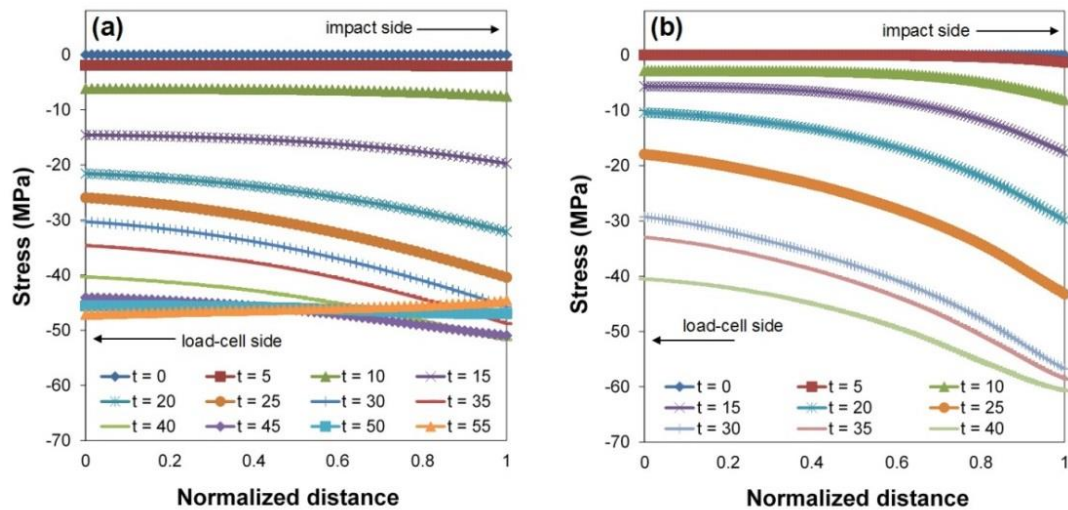 (a)
impact side
0
-10
-20
-30
-40
-50
-60
-70
Stress (MPa)
load-cell side
t = 0 t = 5 t = 10 t = 15
t = 20 t = 25 t = 30 t = 35
t = 40 t = 45 t = 50 t = 55
0 0.2 0.4 0.6 0.8 1
Normalized distance
(b)
impact side
0
-10
-20
-30
-40
-50
-60
-70
Stress (MPa)
load-cell side
t = 0 t = 5 t = 10
t = 15 t = 20 t = 25
t = 30 t = 35 t = 40
0 0.2 0.4 0.6 0.8 1
Normalized distance